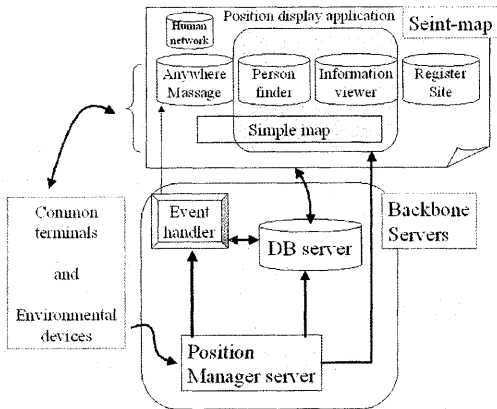 Position display application
Seint-map
Human
network
Anywhere
Massage
Person
finder
Information
viewer
Register
Site
Simple map
Common
terminals
and
Environmental
devices
Event
handler
DB server
Backbone
Servers
Position
Manager server